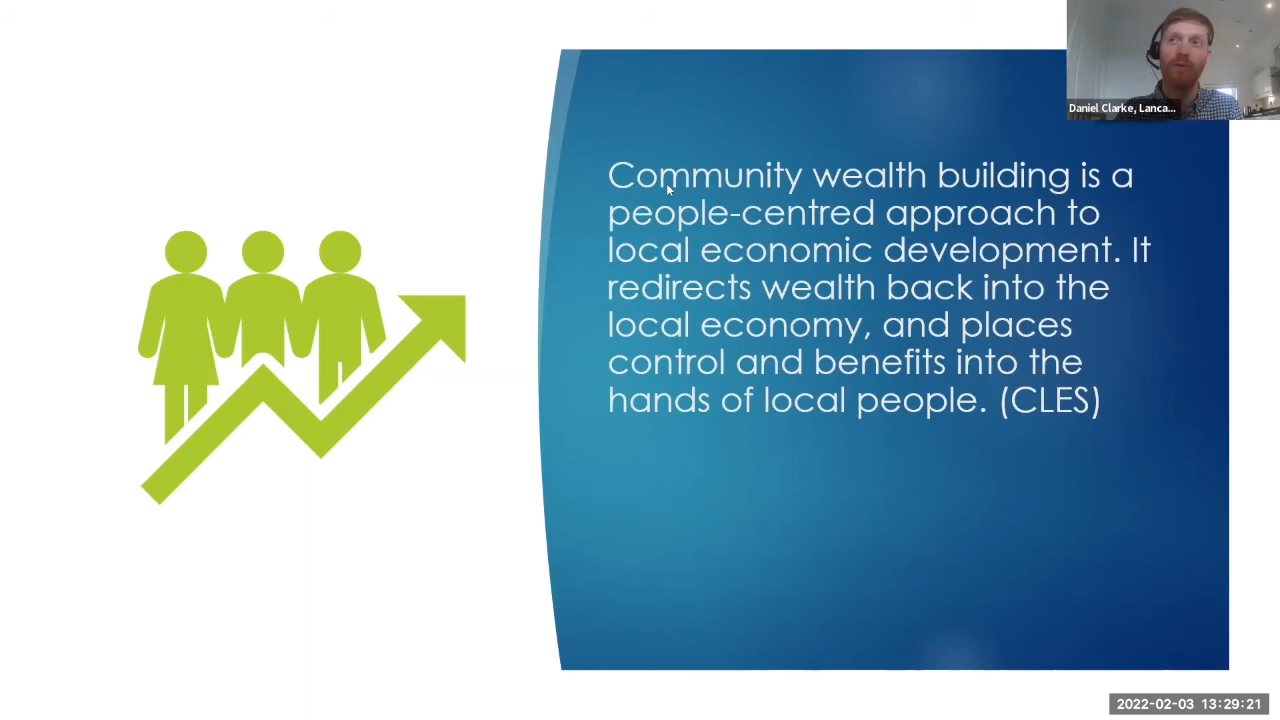 Daniel Clarke, Lanca...
Community wealth building is a
people-centred approach to
local economic development. It
redirects wealth back into the
local economy, and places
control and benefits into the
hands of local people. (CLES)
2022-02-03 13:29:21